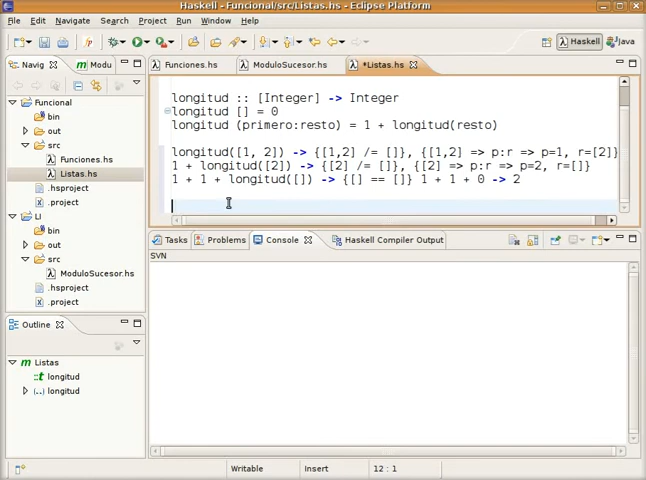 Haskell - Funcional/src/Listas.hs - Eclipse Platform
File Edit Navigate Search Project Run Window Help
Haskell Java
Navig Modu
Funcional
bin
out
src
Funciones.hs
Listas.hs
.hsproject
.project
LI
bin
out
src
ModuloSucesor.hs
.hsproject
.project
Outline
Listas
longitud
longitud
Funciones.hs ModuloSucesor.hs *Listas.hs
longitud :: [Integer] -> Integer
longitud [] = 0
longitud (primero:resto) = 1 + longitud(resto)
longitud([1, 2]) -> {[1,2] /= []}, {[1,2] => p:r => p=1, r=[2]}
1 + longitud([2]) -> {[2] /= []}, {[2] => p:r => p=2, r=[]}
1 + 1 + longitud([]) -> {[] == []} 1 + 1 + 0 -> 2
Tasks Problems Console Haskell Compiler Output
SVN
Writable Insert 12 : 1